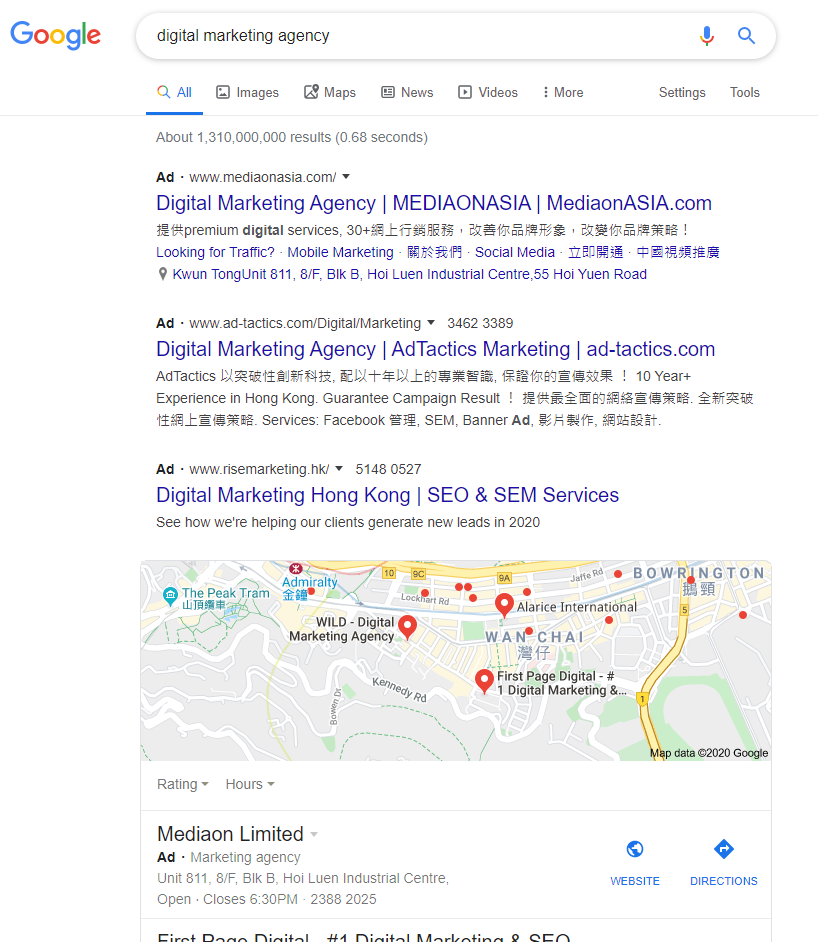 Google
digital marketing agency
All Images Maps News Videos More Settings Tools
About 1,310,000,000 results (0.68 seconds)
Ad · www.mediaonasia.com/
Digital Marketing Agency | MEDIAONASIA | MediaonASIA.com
提供premium digital services, 30+網上行銷服務，改善你品牌形象，改變你品牌策略！
Looking for Traffic? · Mobile Marketing · 關於我們 · Social Media · 立即開通 · 中國視頻推廣
Kwun TongUnit 811, 8/F, Blk B, Hoi Luen Industrial Centre,55 Hoi Yuen Road
Ad · www.ad-tactics.com/Digital/Marketing 3462 3389
Digital Marketing Agency | AdTactics Marketing | ad-tactics.com
AdTactics 以突破性創新科技, 配以十年以上的專業智識, 保證你的宣傳效果 ！ 10 Year+
Experience in Hong Kong. Guarantee Campaign Result ！ 提供最全面的網絡宣傳策略. 全新突破
性網上宣傳策略. Services: Facebook 管理, SEM, Banner Ad, 影片製作, 網站設計.
Ad · www.risemarketing.hk/ 5148 0527
Digital Marketing Hong Kong | SEO & SEM Services
See how we're helping our clients generate new leads in 2020
10 9C 9A Jaffe Rd BOWRINGTON
鵝頸
Admiralty
金鐘
The Peak Tram
山頂纜車
Lockhart Rd
Alarice International
5
WILD - Digital
Marketing Agency
WAN CHAI
灣仔
First Page Digital - #
1 Digital Marketing &...
Kennedy Rd
Bowen Dr
1
Map data ©2020 Google
Rating Hours
Mediaon Limited
Ad · Marketing agency
Unit 811, 8/F, Blk B, Hoi Luen Industrial Centre,
Open · Closes 6:30PM · 2388 2025
WEBSITE DIRECTIONS
First Page Digital - #1 Digital Marketing & SEO